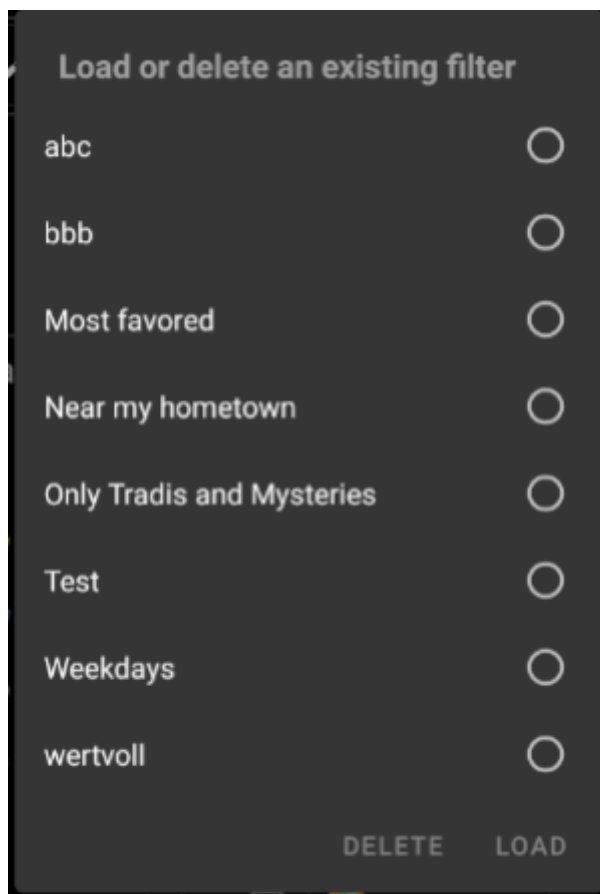 Load or delete an existing filter
abc
bbb
Most favored
Near my hometown
Only Tradis and Mysteries
Test
Weekdays
wertvoll
DELETE LOAD